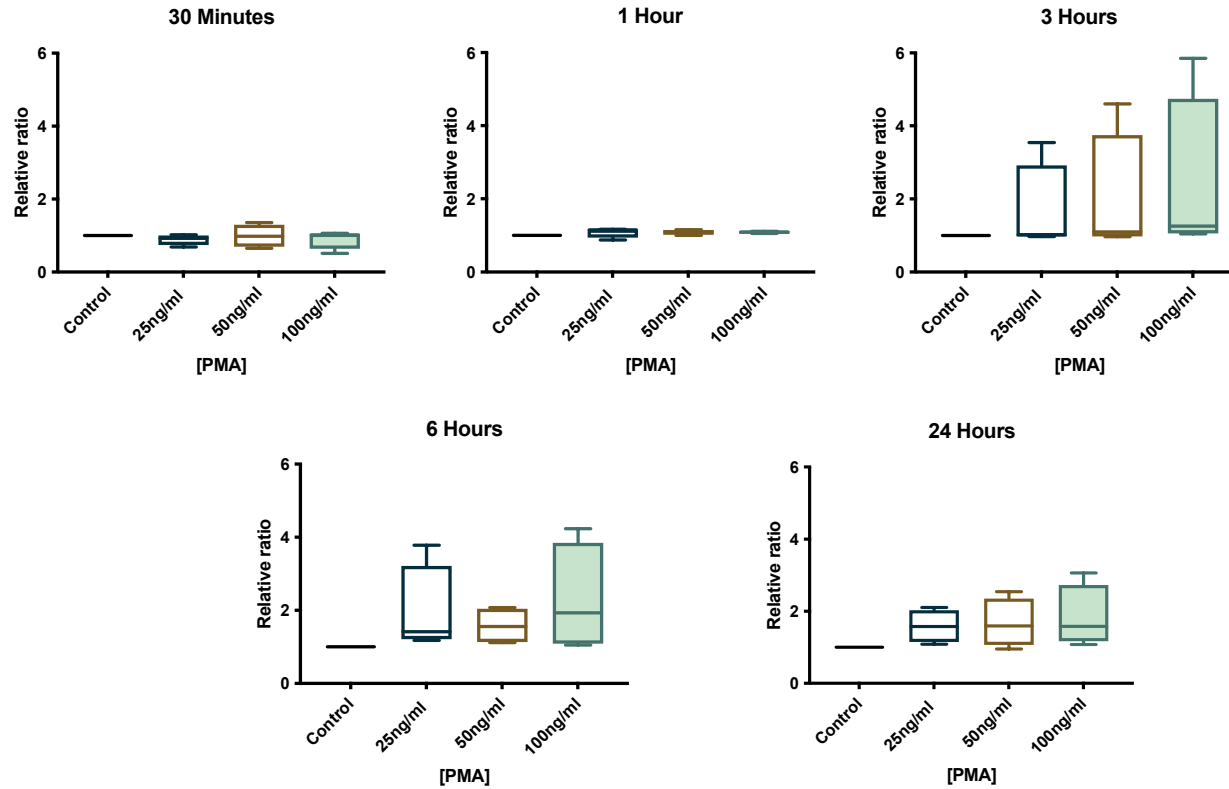 30 Minutes
Relative ratio
6
4
2
0
Control
25ng/ml
50ng/ml
100ng/ml
[PMA]
1 Hour
Relative ratio
6
4
2
0
Control
25ng/ml
50ng/ml
100ng/ml
[PMA]
3 Hours
Relative ratio
6
4
2
0
Control
25ng/ml
50ng/ml
100ng/ml
[PMA]
6 Hours
Relative ratio
6
4
2
0
Control
25ng/ml
50ng/ml
100ng/ml
[PMA]
24 Hours
Relative ratio
6
4
2
0
Control
25ng/ml
50ng/ml
100ng/ml
[PMA]